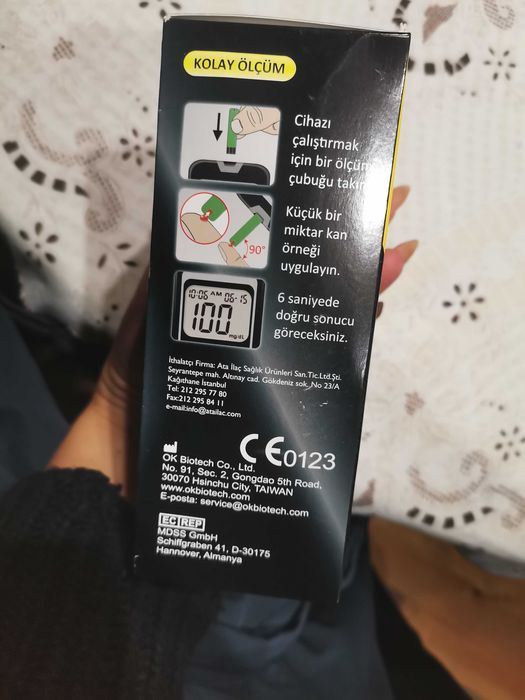 KOLAY ÖLÇÜM
Cihazı
çalıştırmak
için bir ölçüm
çubuğu takın
Küçük bir
miktar kan
örneği
uygulayın.
90°
6 saniyede
doğru sonucu
göreceksiniz.
10:06 AM 06-15
100
mg/dL
İthalatçı Firma: Ata İlaç Sağlık Ürünleri San.Tic.Ltd.Şti.
Seyrantepe mah. Altınay cad. Gökdeniz sok. No 23/A
Kağıthane İstanbul
Tel: 212 295 77 80
Fax:212 295 84 11
e-mail:info@atailac.com
CE0123
OK Biotech Co., Ltd.
No. 91, Sec. 2, Gongdao 5th Road,
30070 Hsinchu City, TAIWAN
www.okbiotech.com
E-posta: service@okbiotech.com
EC REP
MDSS GmbH
Schiffgraben 41, D-30175
Hannover, Almanya